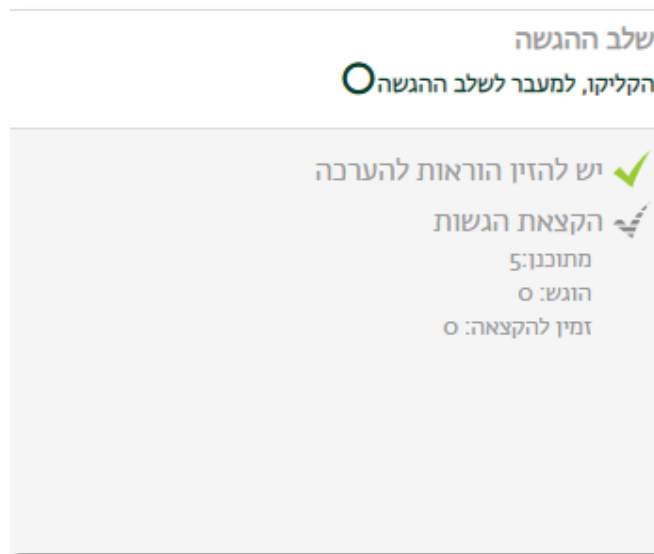 שלב ההגשה
הקליקו, למעבר לשלב ההגשה
יש להזין הוראות להערכה
הקצאת הגשות
מתוכנן:5
הוגש: 0
זמין להקצאה: 0